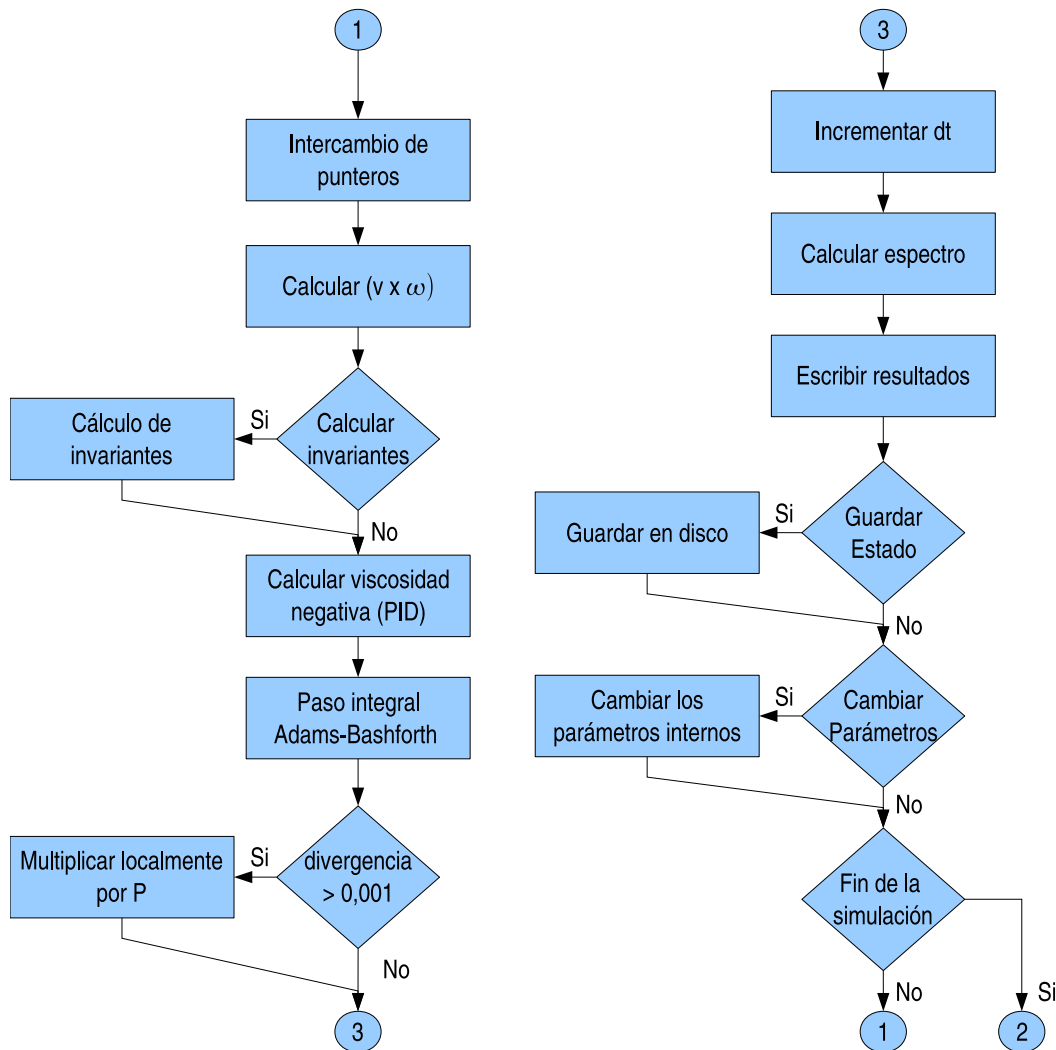 1
Intercambio de
punteros
Calcular (v x ω)
Calcular
invariantes
Si
Cálculo de
invariantes
No
Calcular viscosidad
negativa (PID)
Paso integral
Adams-Bashforth
divergencia
> 0,001
Si
Multiplicar localmente
por P
No
3
3
Incrementar dt
Calcular espectro
Escribir resultados
Guardar
Estado
Si
Guardar en disco
No
Cambiar
Parámetros
Si
Cambiar los
parámetros internos
No
Fin de la
simulación
No
Si
1
2